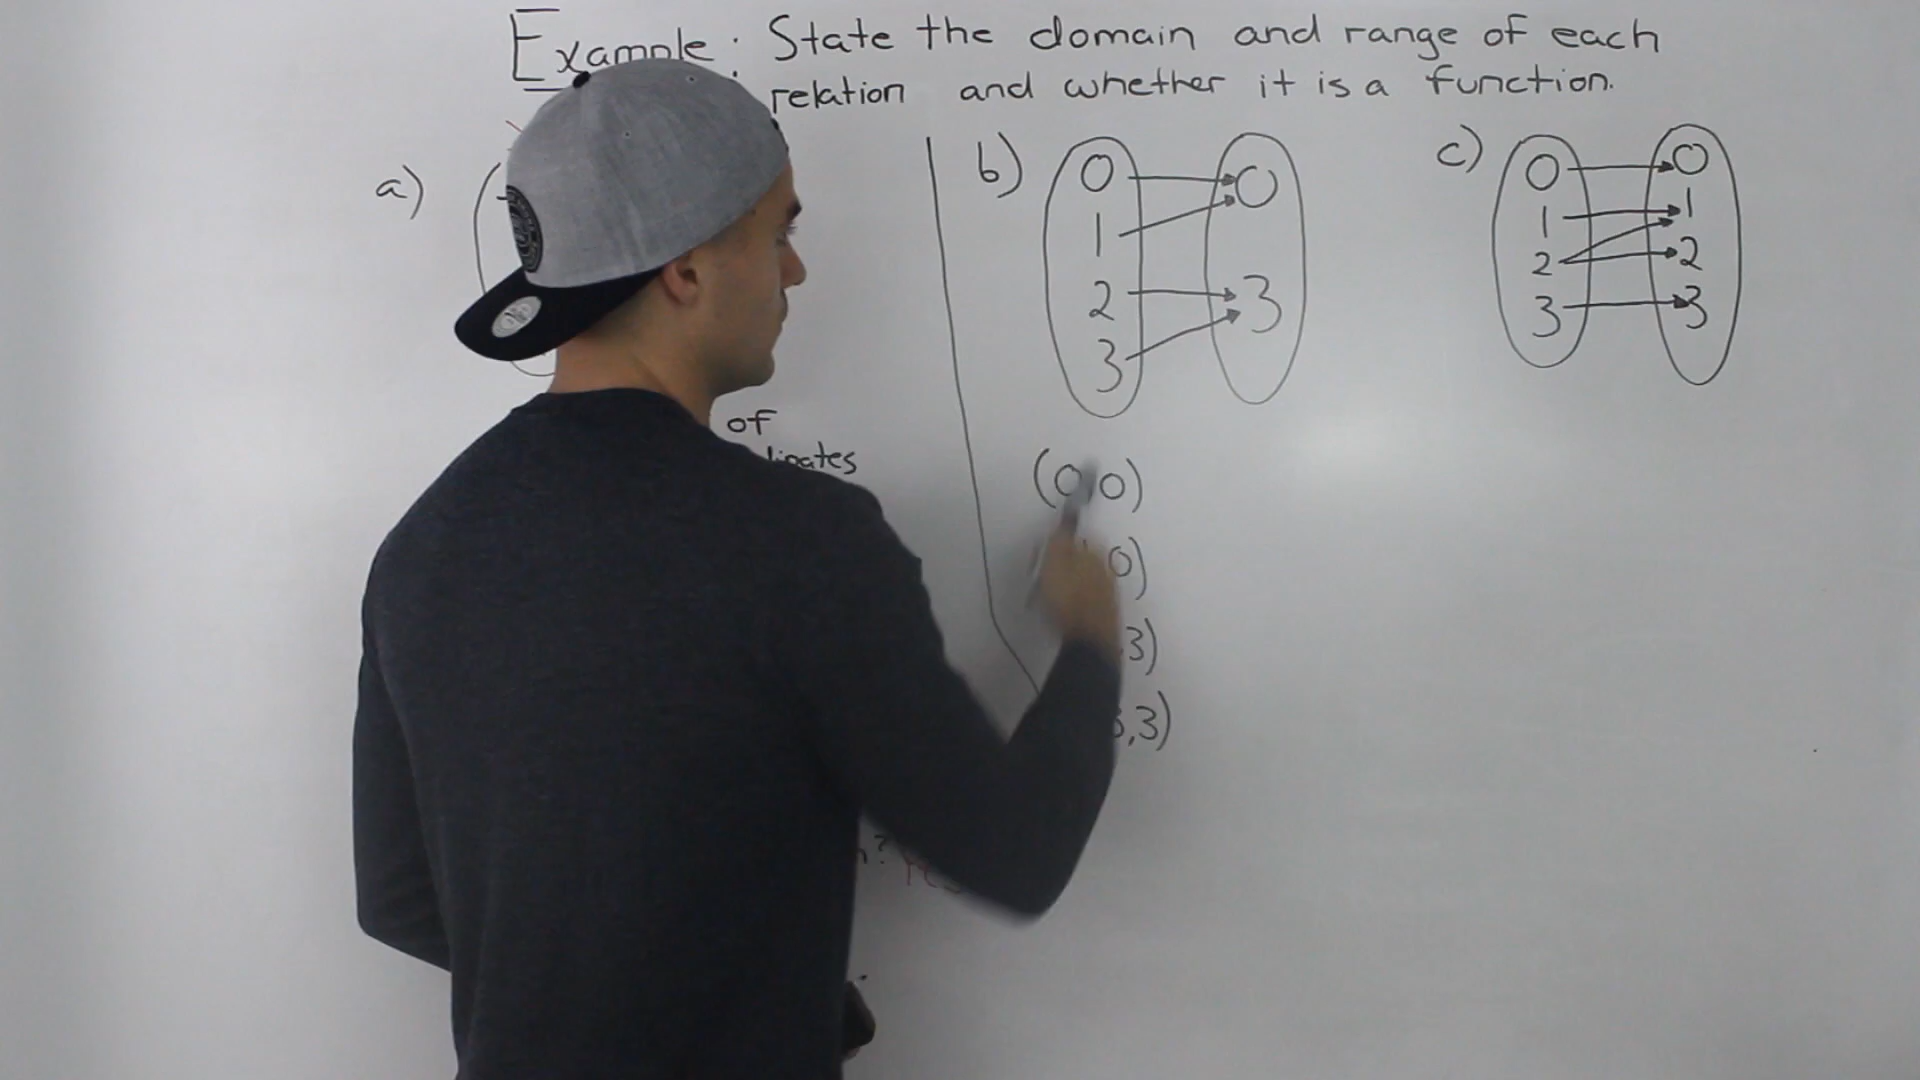 Example: State the domain and range of each
relation and whether it is a function.
a)
b)
0 0
1
2 3
3
c)
0 0
1 1
2 2
3 3
of
(0,0)
0)
,3)
3,3)